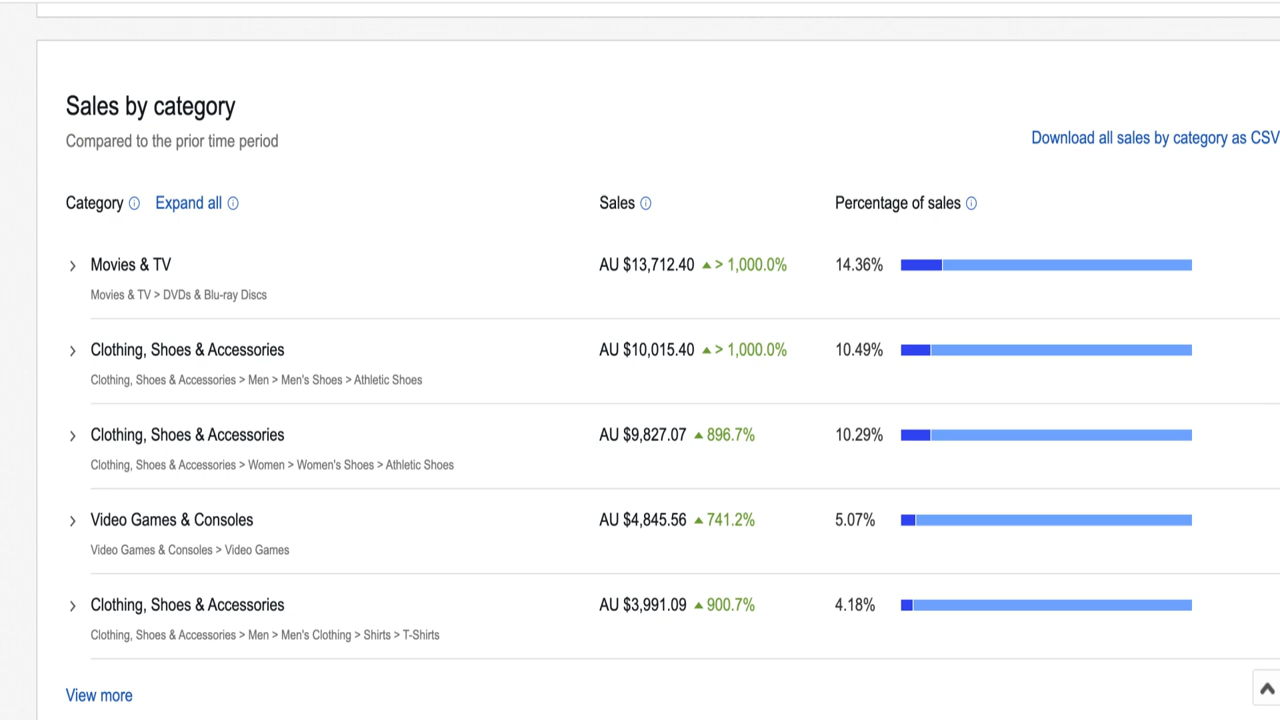 Sales by category
Compared to the prior time period
Download all sales by category as CSV
Category Expand all Sales Percentage of sales
Movies & TV AU $13,712.40 > 1,000.0% 14.36%
Movies & TV > DVDs & Blu-ray Discs
Clothing, Shoes & Accessories AU $10,015.40 > 1,000.0% 10.49%
Clothing, Shoes & Accessories > Men > Men's Shoes > Athletic Shoes
Clothing, Shoes & Accessories AU $9,827.07 896.7% 10.29%
Clothing, Shoes & Accessories > Women > Women's Shoes > Athletic Shoes
Video Games & Consoles AU $4,845.56 741.2% 5.07%
Video Games & Consoles > Video Games
Clothing, Shoes & Accessories AU $3,991.09 900.7% 4.18%
Clothing, Shoes & Accessories > Men > Men's Clothing > Shirts > T-Shirts
View more